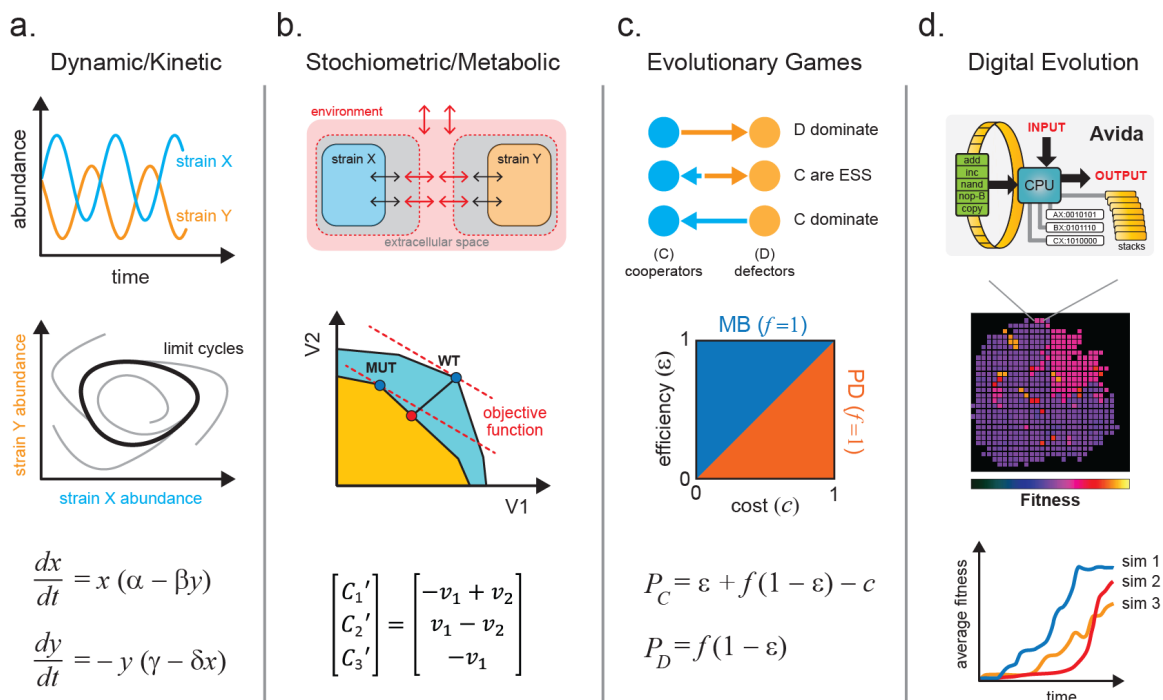 a.
Dynamic/Kinetic
abundance
strain X
strain Y
time
strain Y abundance
limit cycles
strain X abundance
dx/dt = x (α − βy)
dy/dt = − y (γ − δx)
b.
Stochiometric/Metabolic
environment
strain X
strain Y
extracellular space
V2
MUT
WT
objective
function
V1
[C₁′] = [−v₁ + v₂]
[C₂′] = [v₁ − v₂]
[C₃′] = [−v₁]
c.
Evolutionary Games
D dominate
C are ESS
C dominate
(C)
cooperators
(D)
defectors
MB (f=1)
1
efficiency (ε)
PD (f=1)
0
0
1
cost (c)
P_C = ε + f(1 − ε) − c
P_D = f(1 − ε)
d.
Digital Evolution
INPUT
Avida
add
inc
nand
nop-B
copy
CPU
OUTPUT
AX:0010101
BX:0101110
CX:1010000
stacks
Fitness
average fitness
sim 1
sim 2
sim 3
time